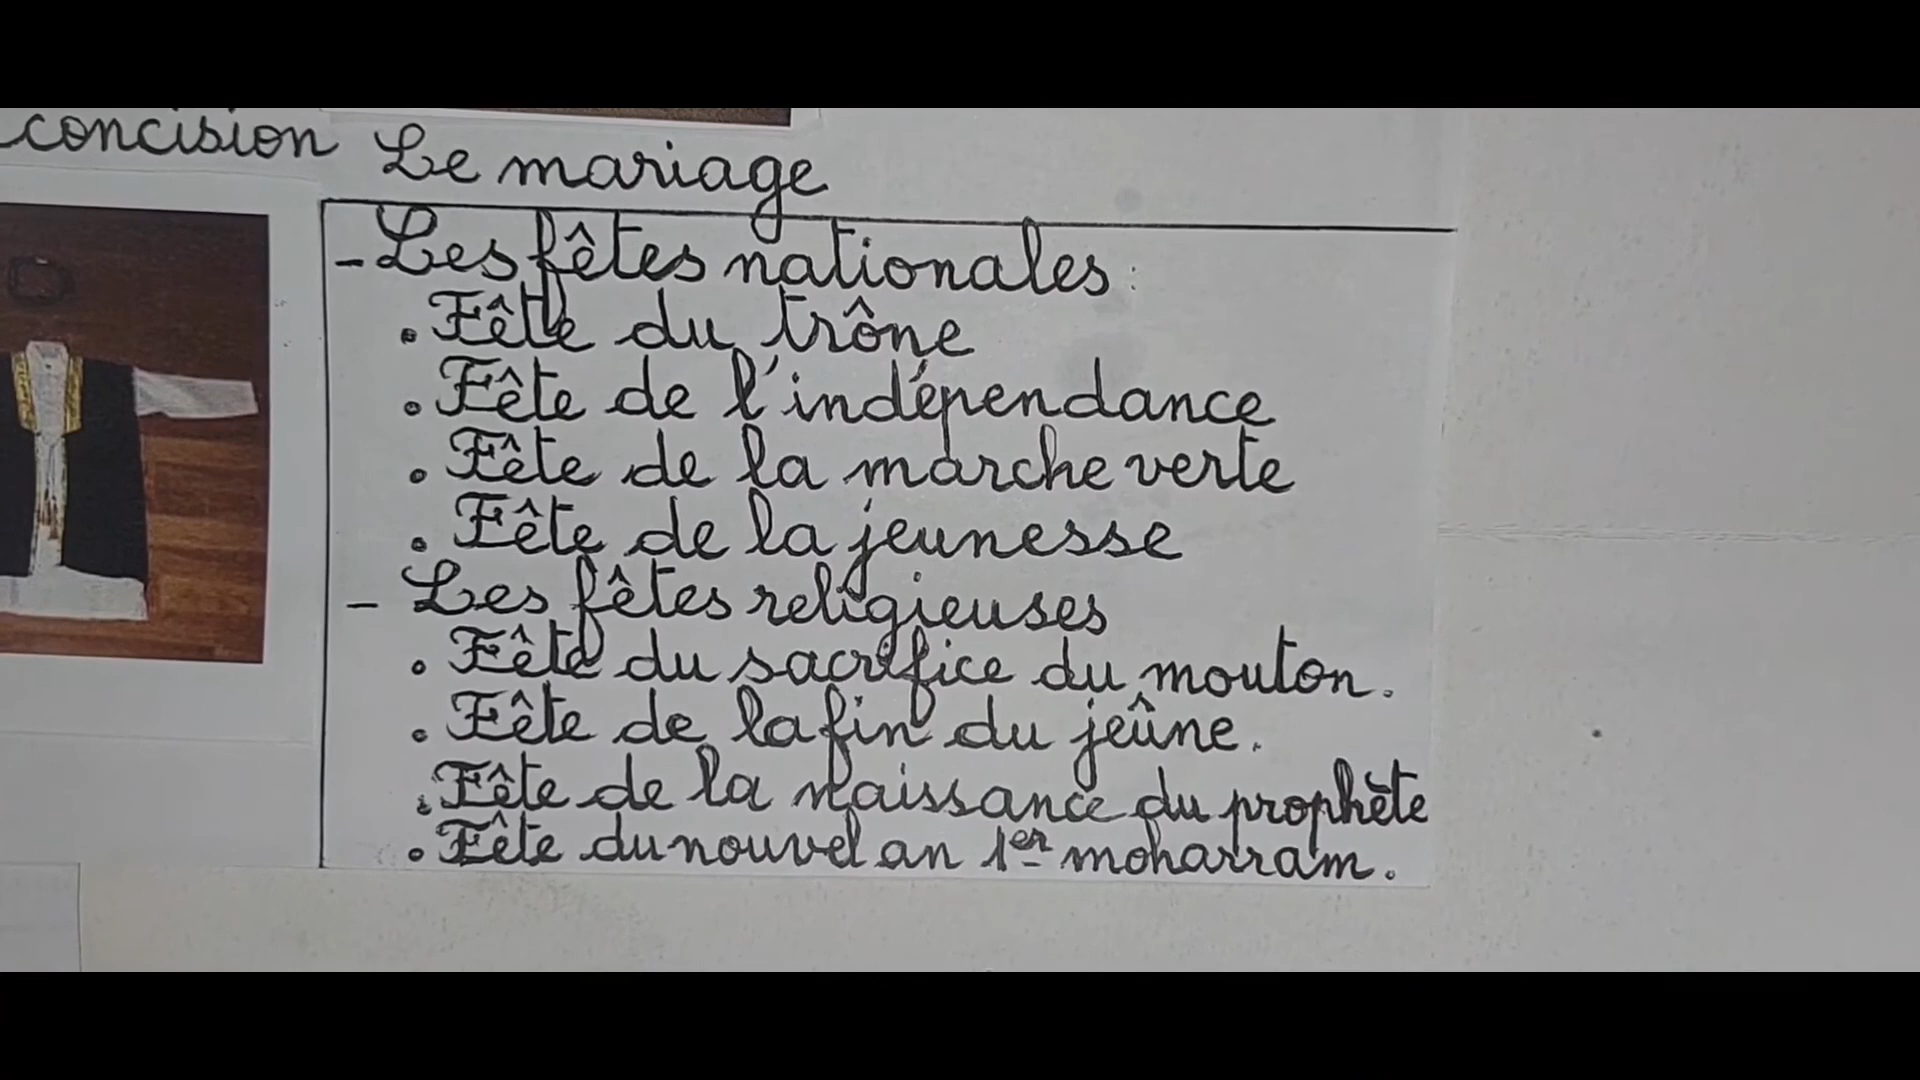 concision Le mariage
- Les fêtes nationales :
. Fête du trône
. Fête de l'indépendance
. Fête de la marche verte
. Fête de la jeunesse
- Les fêtes religieuses
. Fête du sacrifice du mouton.
. Fête de la fin du jeûne.
. Fête de la naissance du prophète
. Fête du nouvel an 1er moharram.